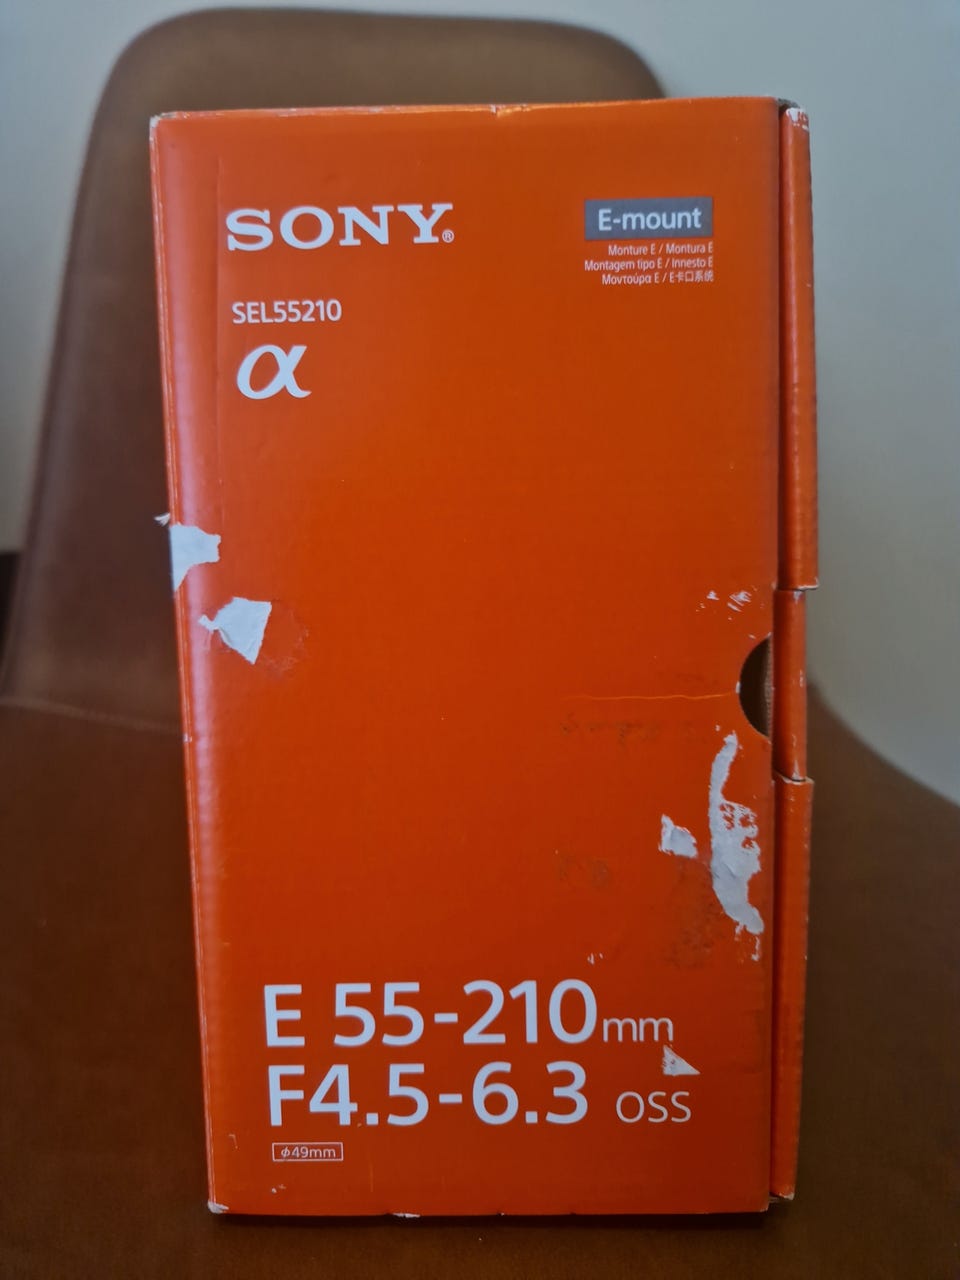 SONY®
E-mount
Monture E / Montura E
Montagem tipo E / Innesto E
Μοντούρα E / E卡口系统
SEL55210
α
E 55-210mm
F4.5-6.3 OSS
ϕ49mm